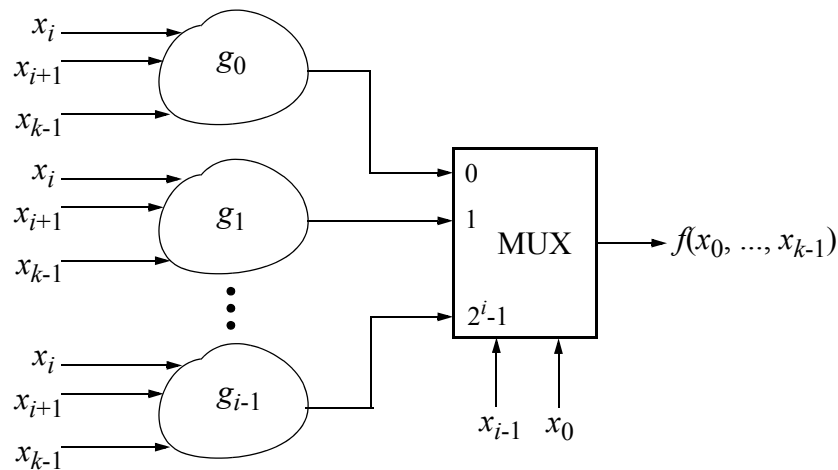 x_i
x_{i+1}
x_{k-1}
g_0
x_i
x_{i+1}
x_{k-1}
g_1
x_i
x_{i+1}
x_{k-1}
g_{i-1}
0
1
2^i-1
MUX
x_{i-1} x_0
f(x_0, ..., x_{k-1})